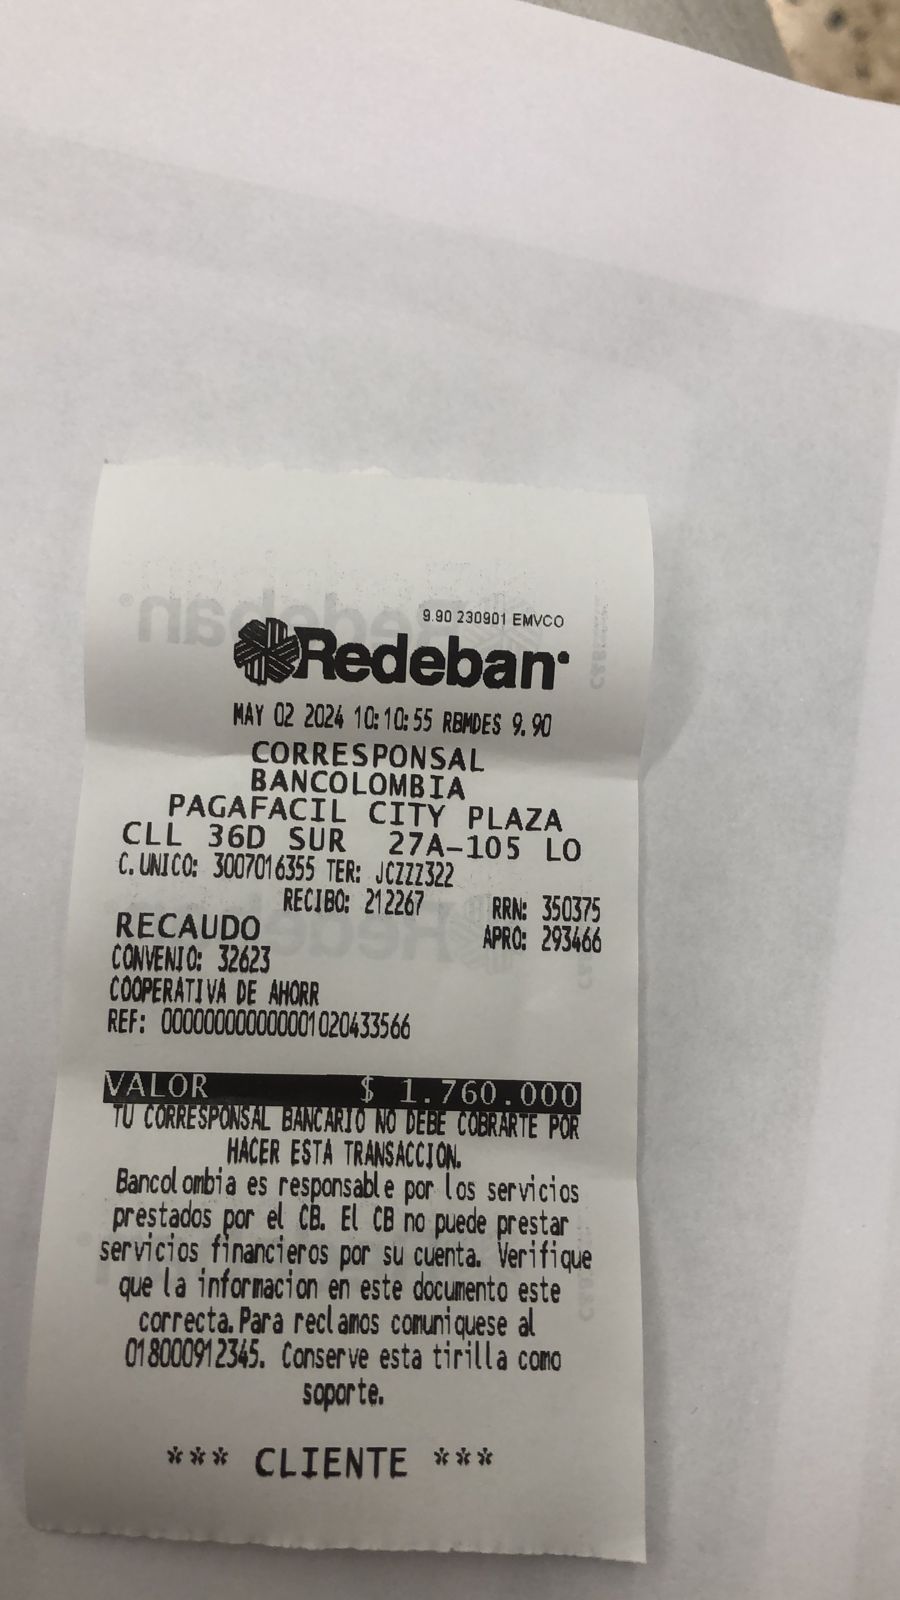 9.90 230901 EMVCO
Redeban
MAY 02 2024 10:10:55 RBMDES 9.90
CORRESPONSAL
BANCOLOMBIA
PAGAFACIL CITY PLAZA
CLL 36D SUR 27A-105 LO
C. UNICO: 3007016355 TER: JCZZZ322
RECIBO: 212267 RRN: 350375
RECAUDO APRO: 293466
CONVENIO: 32623
COOPERATIVA DE AHORR
REF: 00000000000001020433566
VALOR $ 1.760.000
TU CORRESPONSAL BANCARIO NO DEBE COBRARTE POR
HACER ESTA TRANSACCION.
Bancolombia es responsable por los servicios
prestados por el CB. El CB no puede prestar
servicios financieros por su cuenta. Verifique
que la informacion en este documento este
correcta. Para reclamos comuniquese al
018000912345. Conserve esta tirilla como
soporte.
*** CLIENTE ***